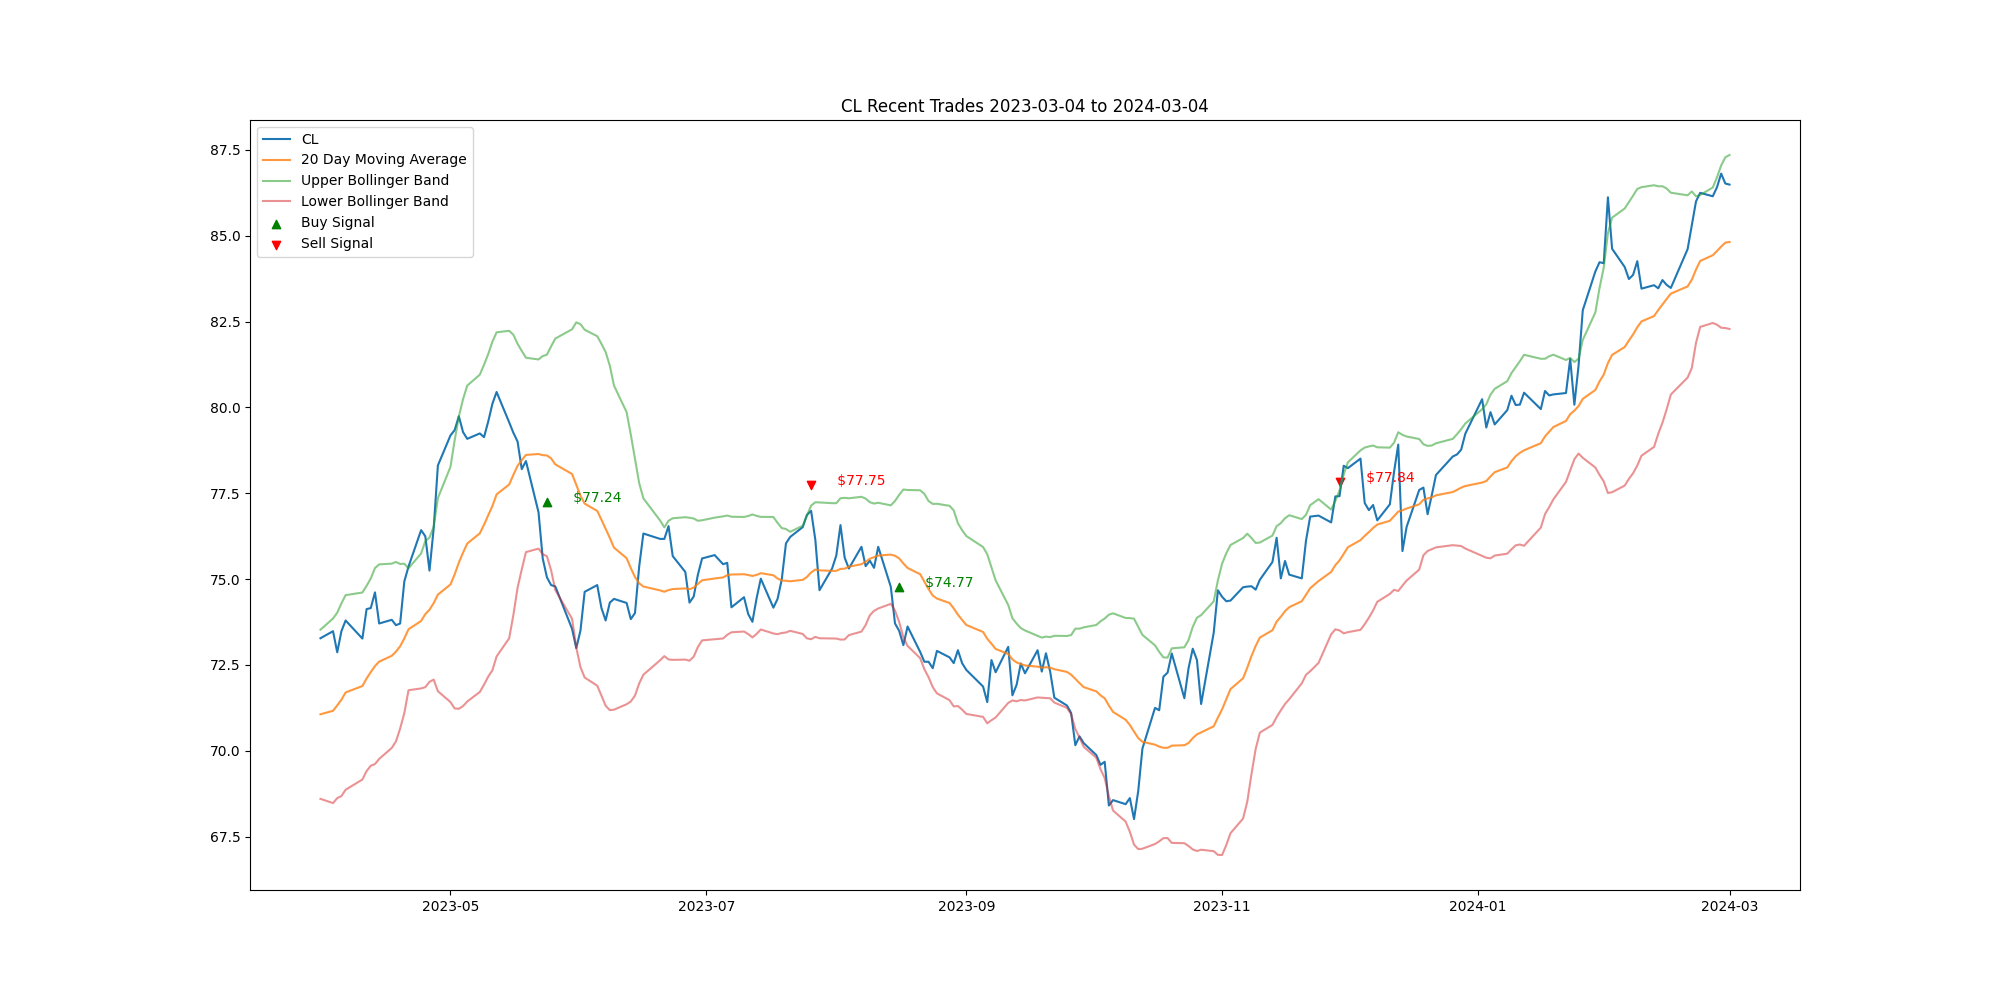 CL Recent Trades 2023-03-04 to 2024-03-04
CL
20 Day Moving Average
Upper Bollinger Band
Lower Bollinger Band
Buy Signal
Sell Signal
87.5
85.0
82.5
80.0
77.5
75.0
72.5
70.0
67.5
$77.24
$77.75
$74.77
$77.84
2023-05
2023-07
2023-09
2023-11
2024-01
2024-03